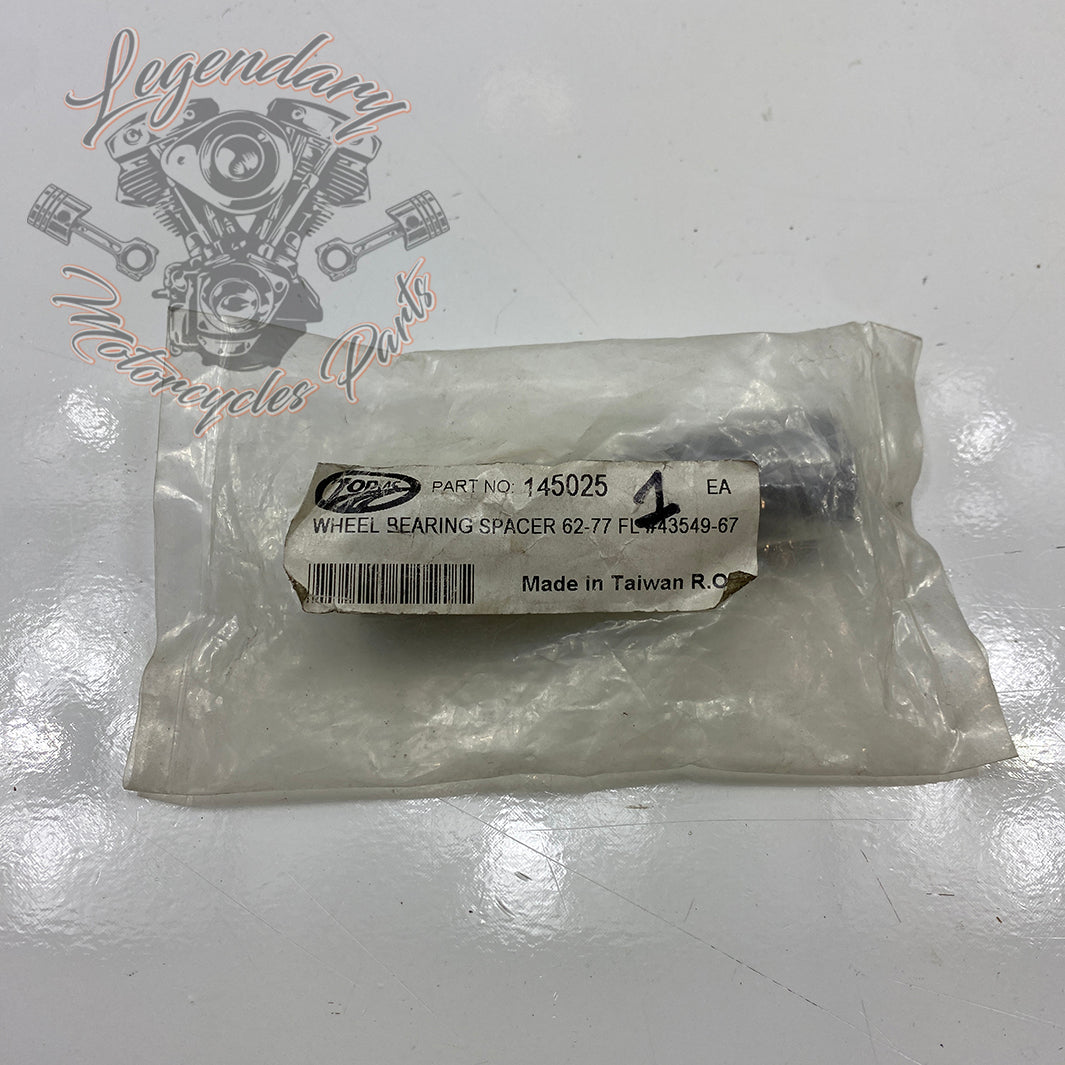 Legendary
Motorcycles Parts
ZODIAC PART NO: 145025 1 EA
WHEEL BEARING SPACER 62-77 FL #43549-67
Made in Taiwan R.O